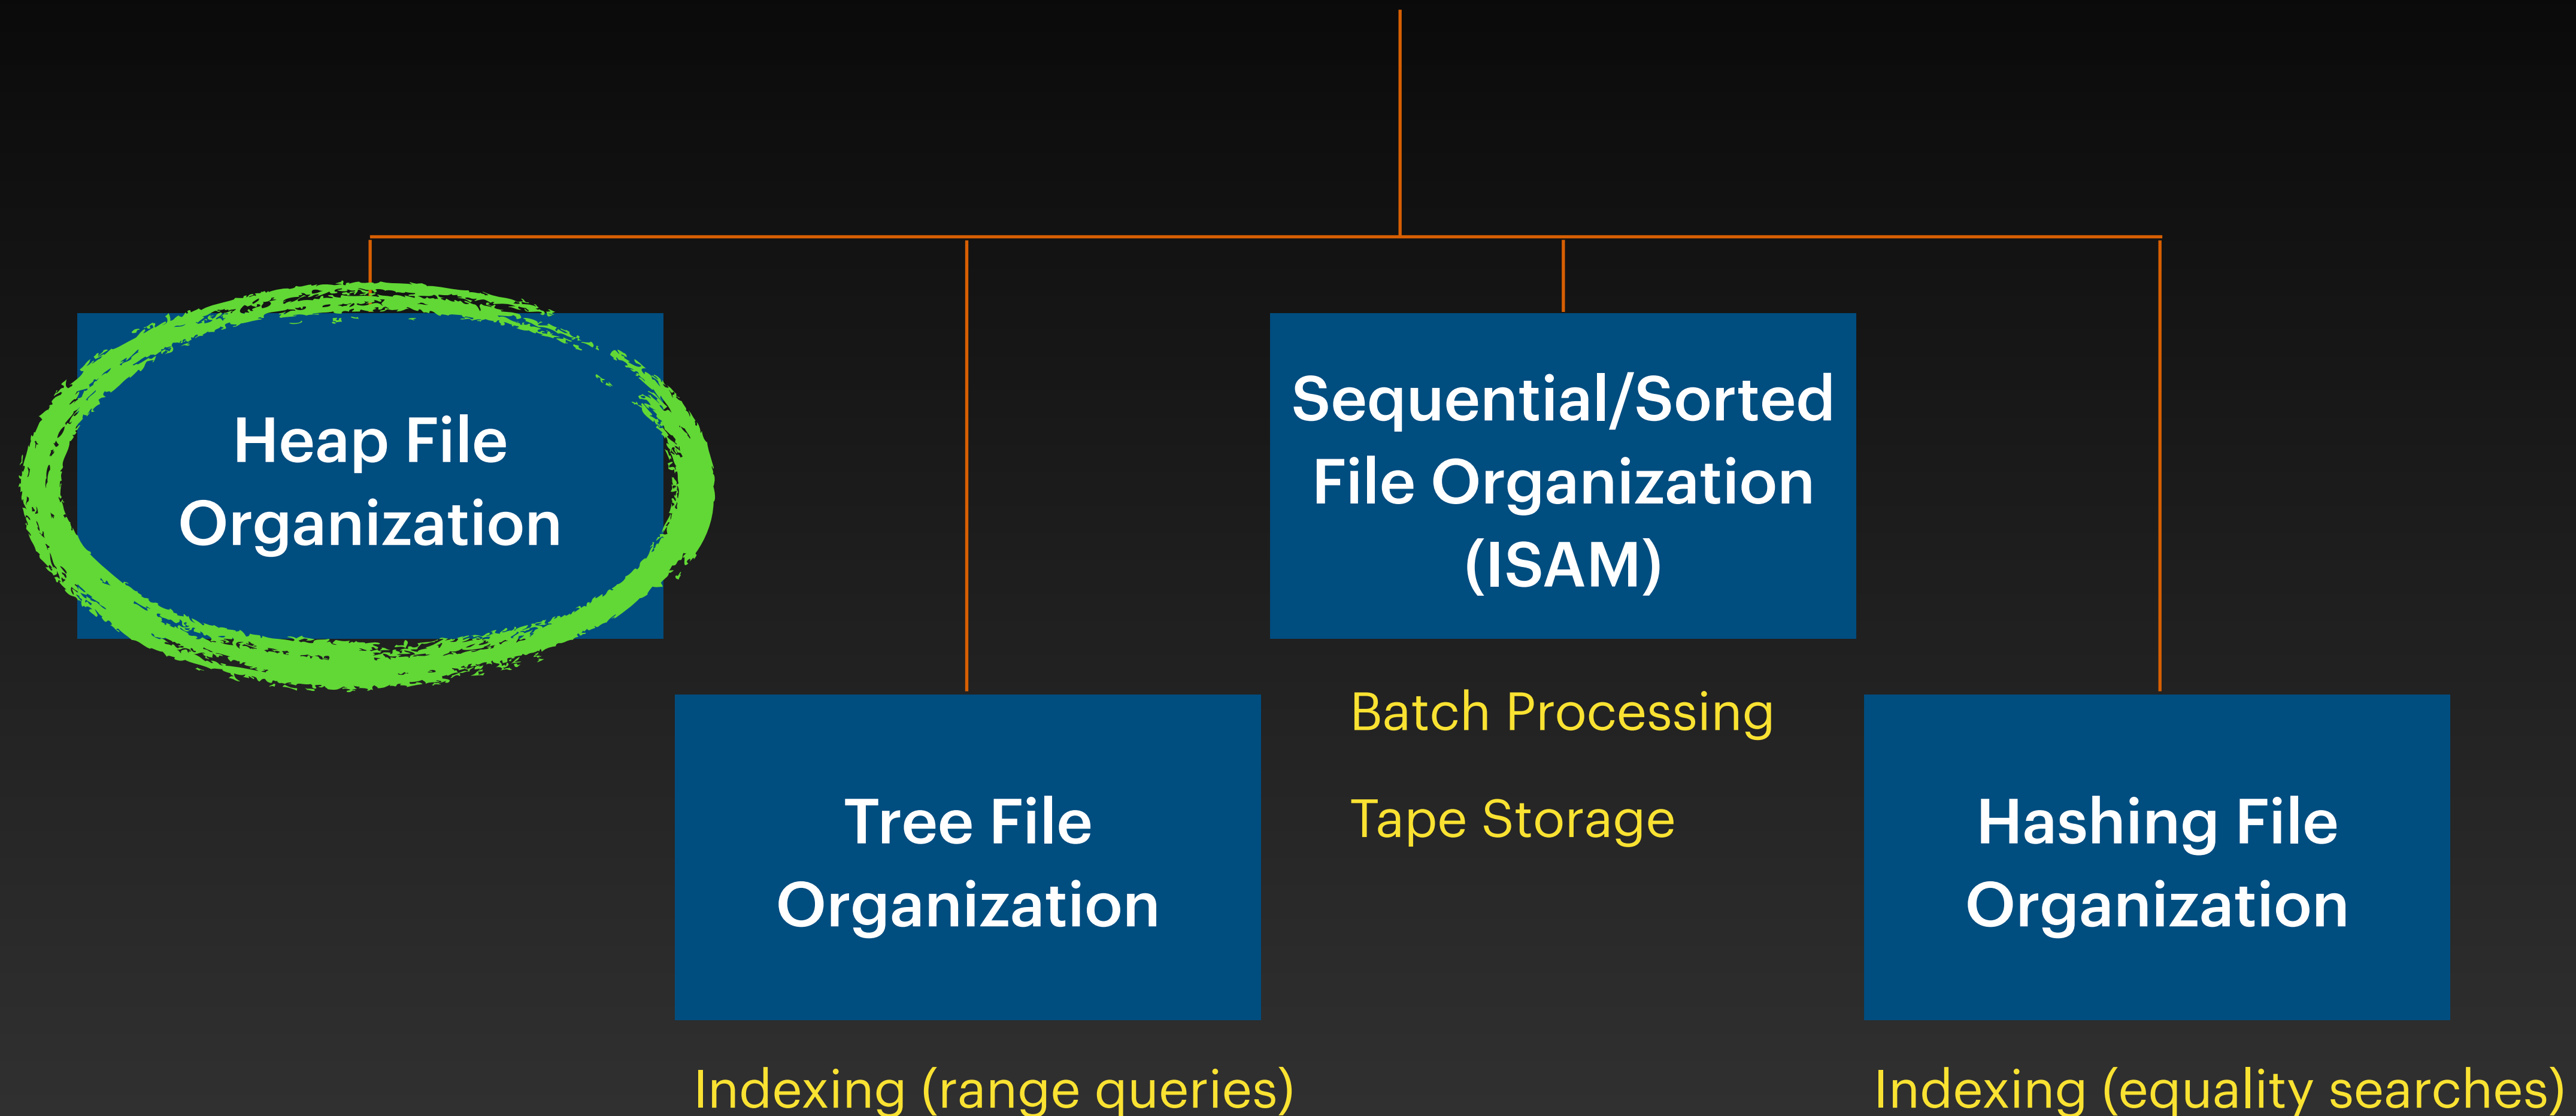 Heap File
Organization
Sequential/Sorted
File Organization
(ISAM)
Batch Processing
Tape Storage
Tree File
Organization
Indexing (range queries)
Hashing File
Organization
Indexing (equality searches)